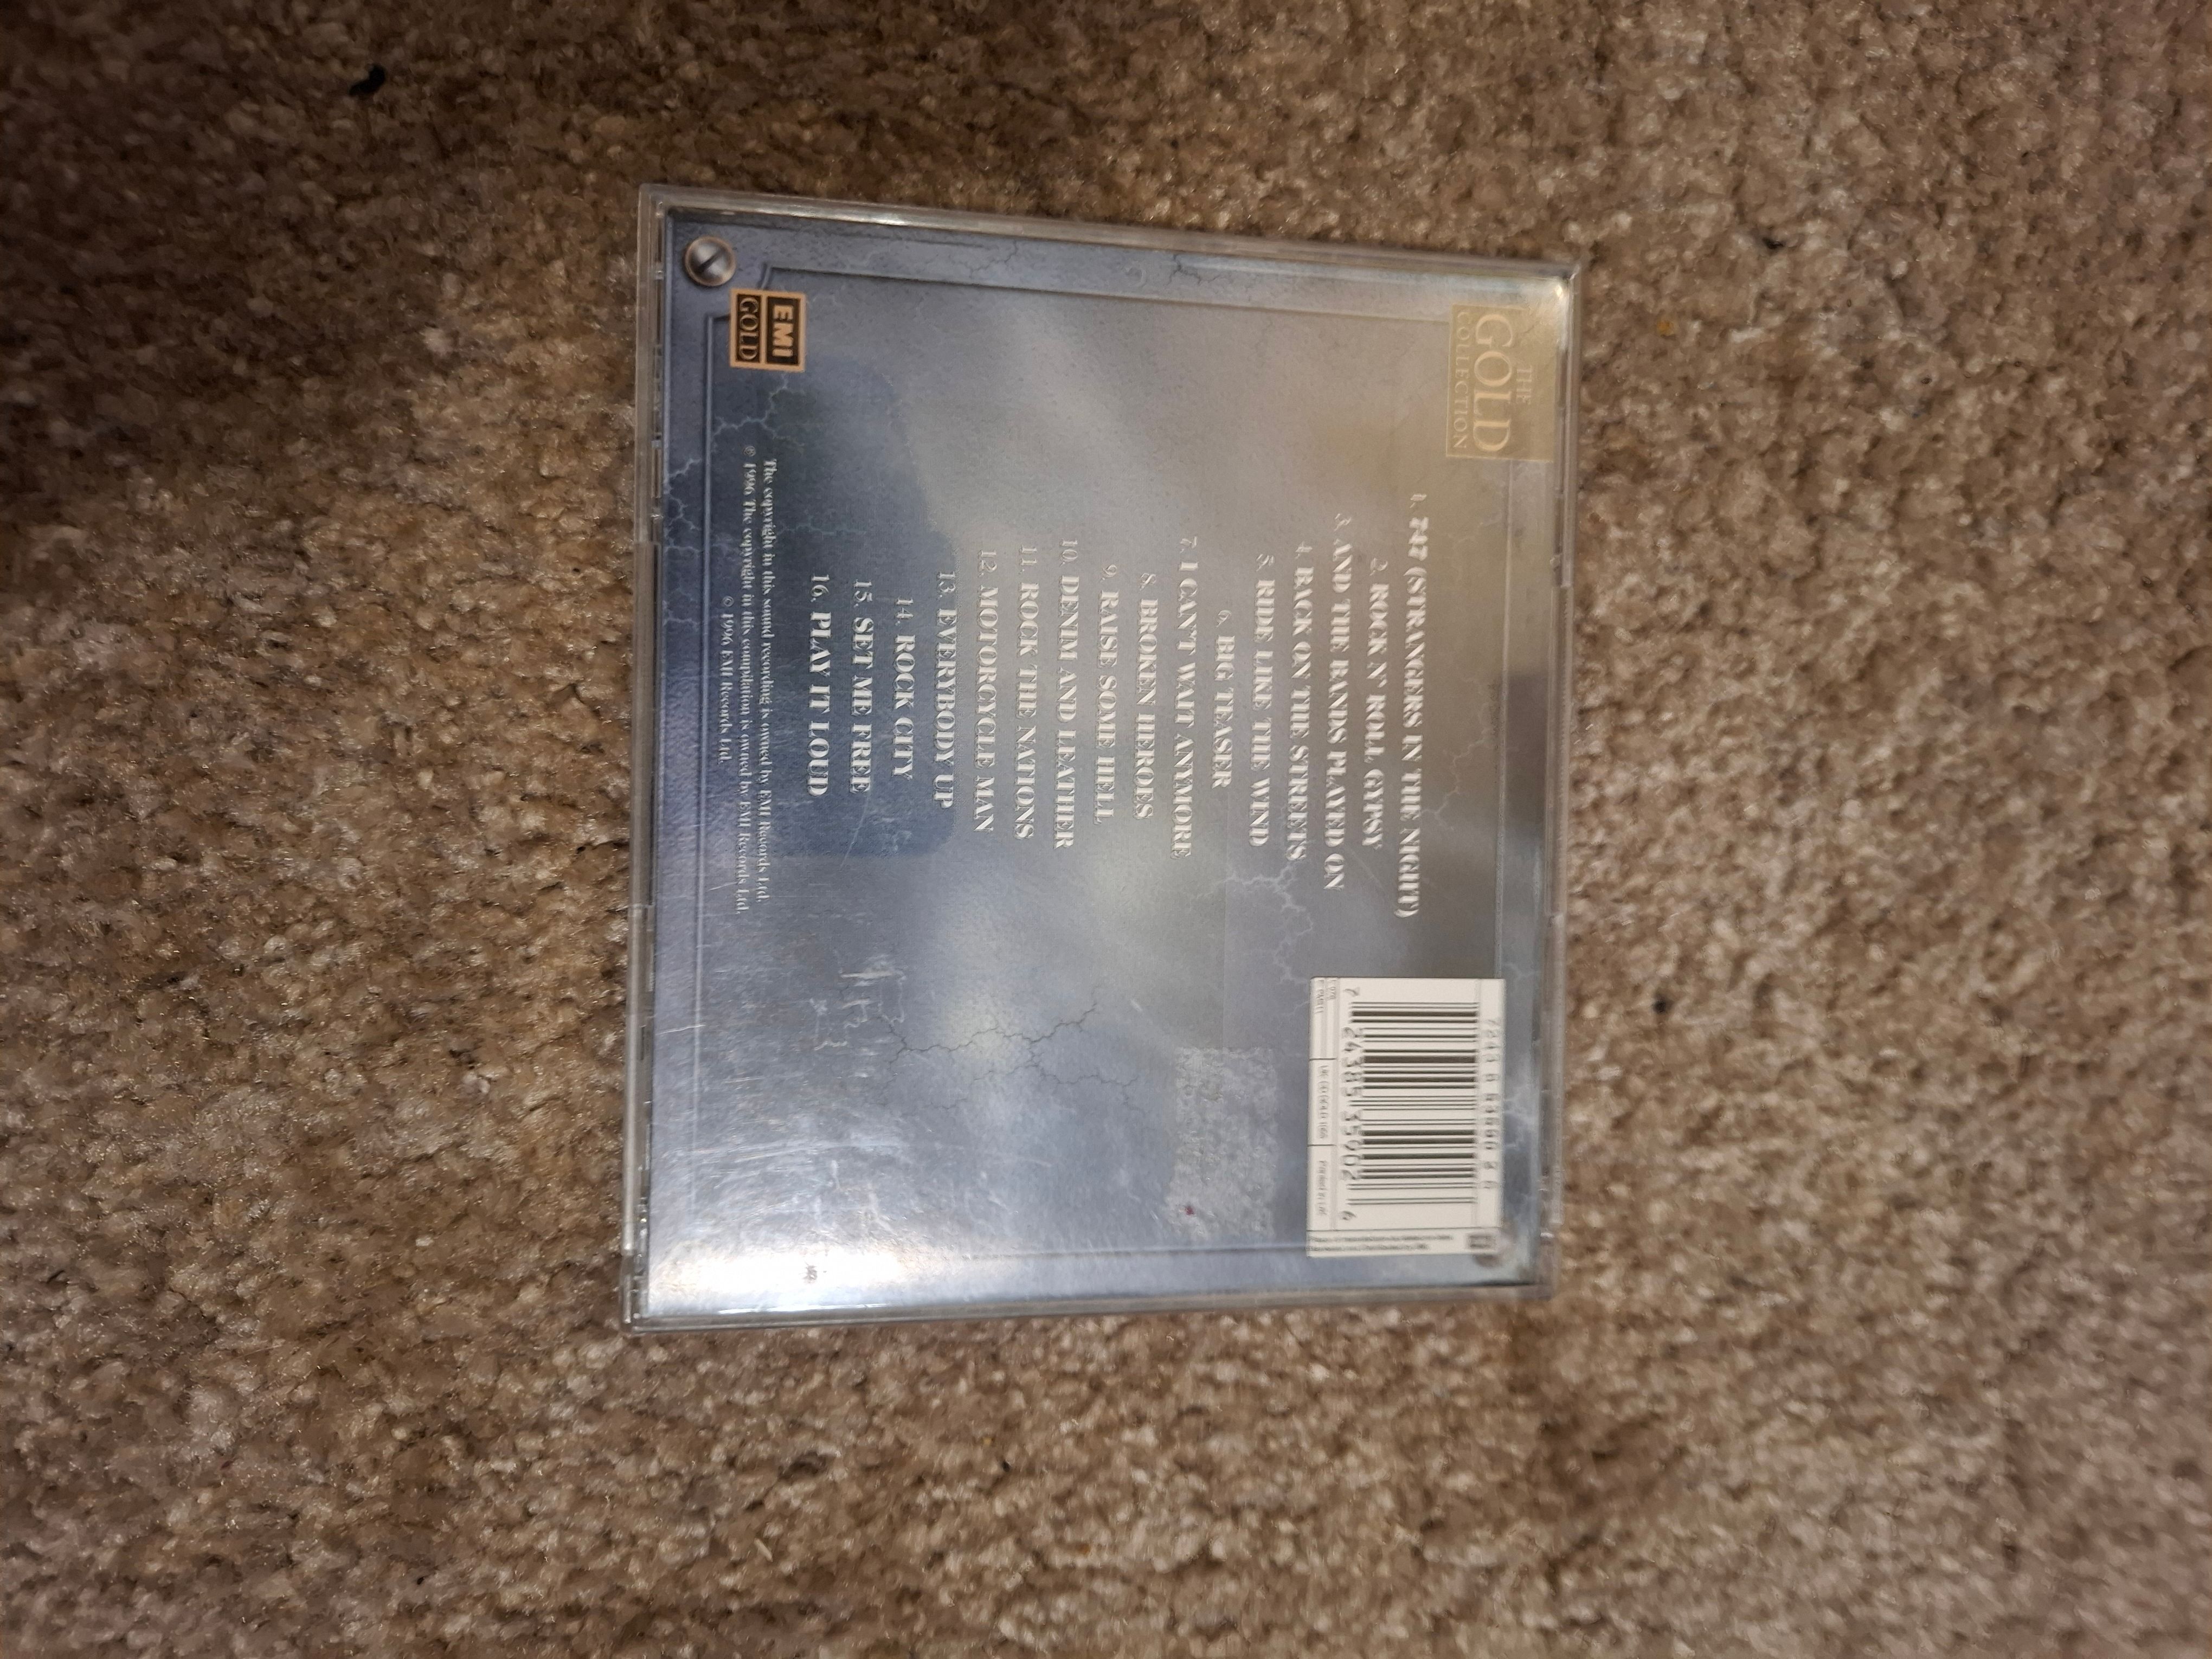 THE
GOLD
COLLECTION
1. 747 (STRANGERS IN THE NIGHT)
2. ROCK N' ROLL GYPSY
3. AND THE BANDS PLAYED ON
4. BACK ON THE STREETS
5. RIDE LIKE THE WIND
6. BIG TEASER
7. I CAN'T WAIT ANYMORE
8. BROKEN HEROES
9. RAISE SOME HELL
10. DENIM AND LEATHER
11. ROCK THE NATIONS
12. MOTORCYCLE MAN
13. EVERYBODY UP
14. ROCK CITY
15. SET ME FREE
16. PLAY IT LOUD
The copyright in this sound recording is owned by EMI Records Ltd.
℗ 1996 The copyright in this compilation is owned by EMI Records Ltd.
© 1996 EMI Records Ltd.
EMI
GOLD
7 24385 35002 6